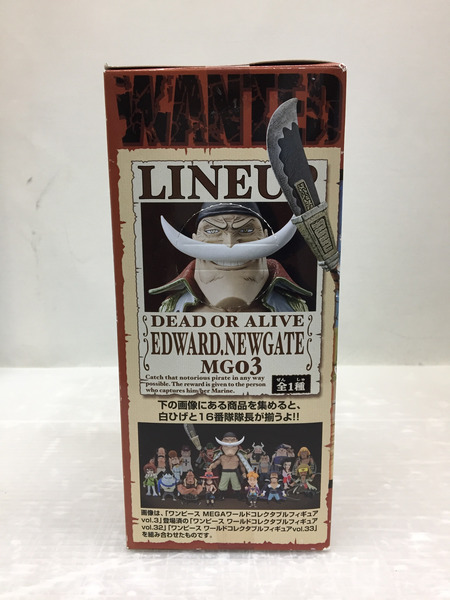 WANTED
LINEUP
DEAD OR ALIVE
EDWARD.NEWGATE
MG03
Catch that notorious pirate in any way
possible. The reward is given to the person
who captures him/her Marine.
ぜん しゅ
全1種
下の画像にある商品を集めると、
白ひげと16番隊隊長が揃うよ!!
画像は、「ワンピース MEGAワールドコレクタブルフィギュア
vol.3」登場済の「ワンピース ワールドコレクタブルフィギュア
vol.32」「ワンピース ワールドコレクタブルフィギュアvol.33」
を組み合わせたものです。